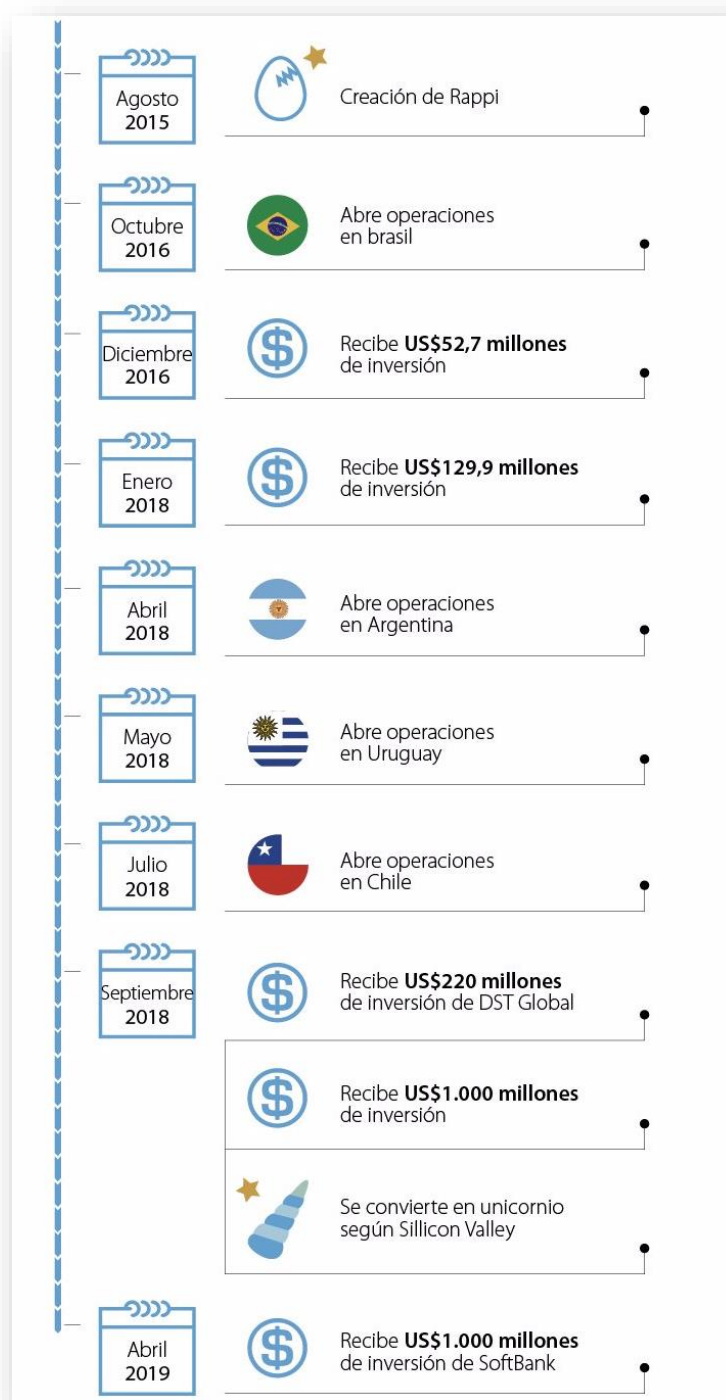 Agosto
2015
Creación de Rappi
Octubre
2016
Abre operaciones
en brasil
Diciembre
2016
Recibe US$52,7 millones
de inversión
Enero
2018
Recibe US$129,9 millones
de inversión
Abril
2018
Abre operaciones
en Argentina
Mayo
2018
Abre operaciones
en Uruguay
Julio
2018
Abre operaciones
en Chile
Septiembre
2018
Recibe US$220 millones
de inversión de DST Global
Recibe US$1.000 millones
de inversión
Se convierte en unicornio
según Sillicon Valley
Abril
2019
Recibe US$1.000 millones
de inversión de SoftBank